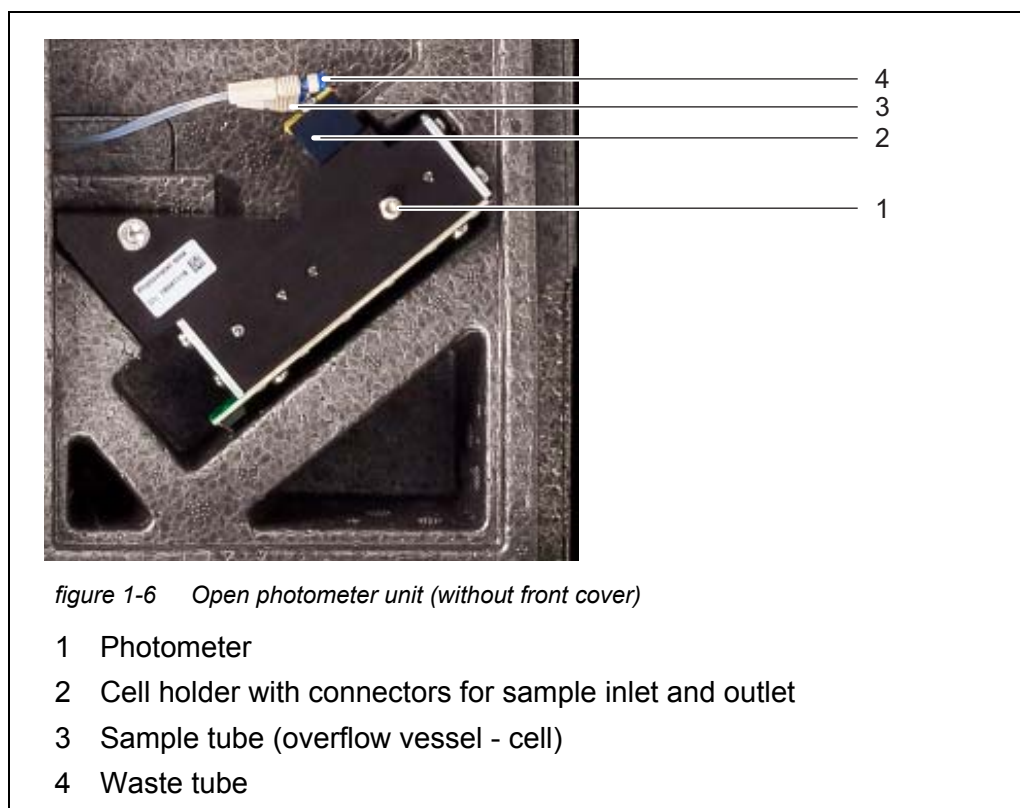 4
3
2
1
figure 1-6 Open photometer unit (without front cover)
1 Photometer
2 Cell holder with connectors for sample inlet and outlet
3 Sample tube (overflow vessel - cell)
4 Waste tube